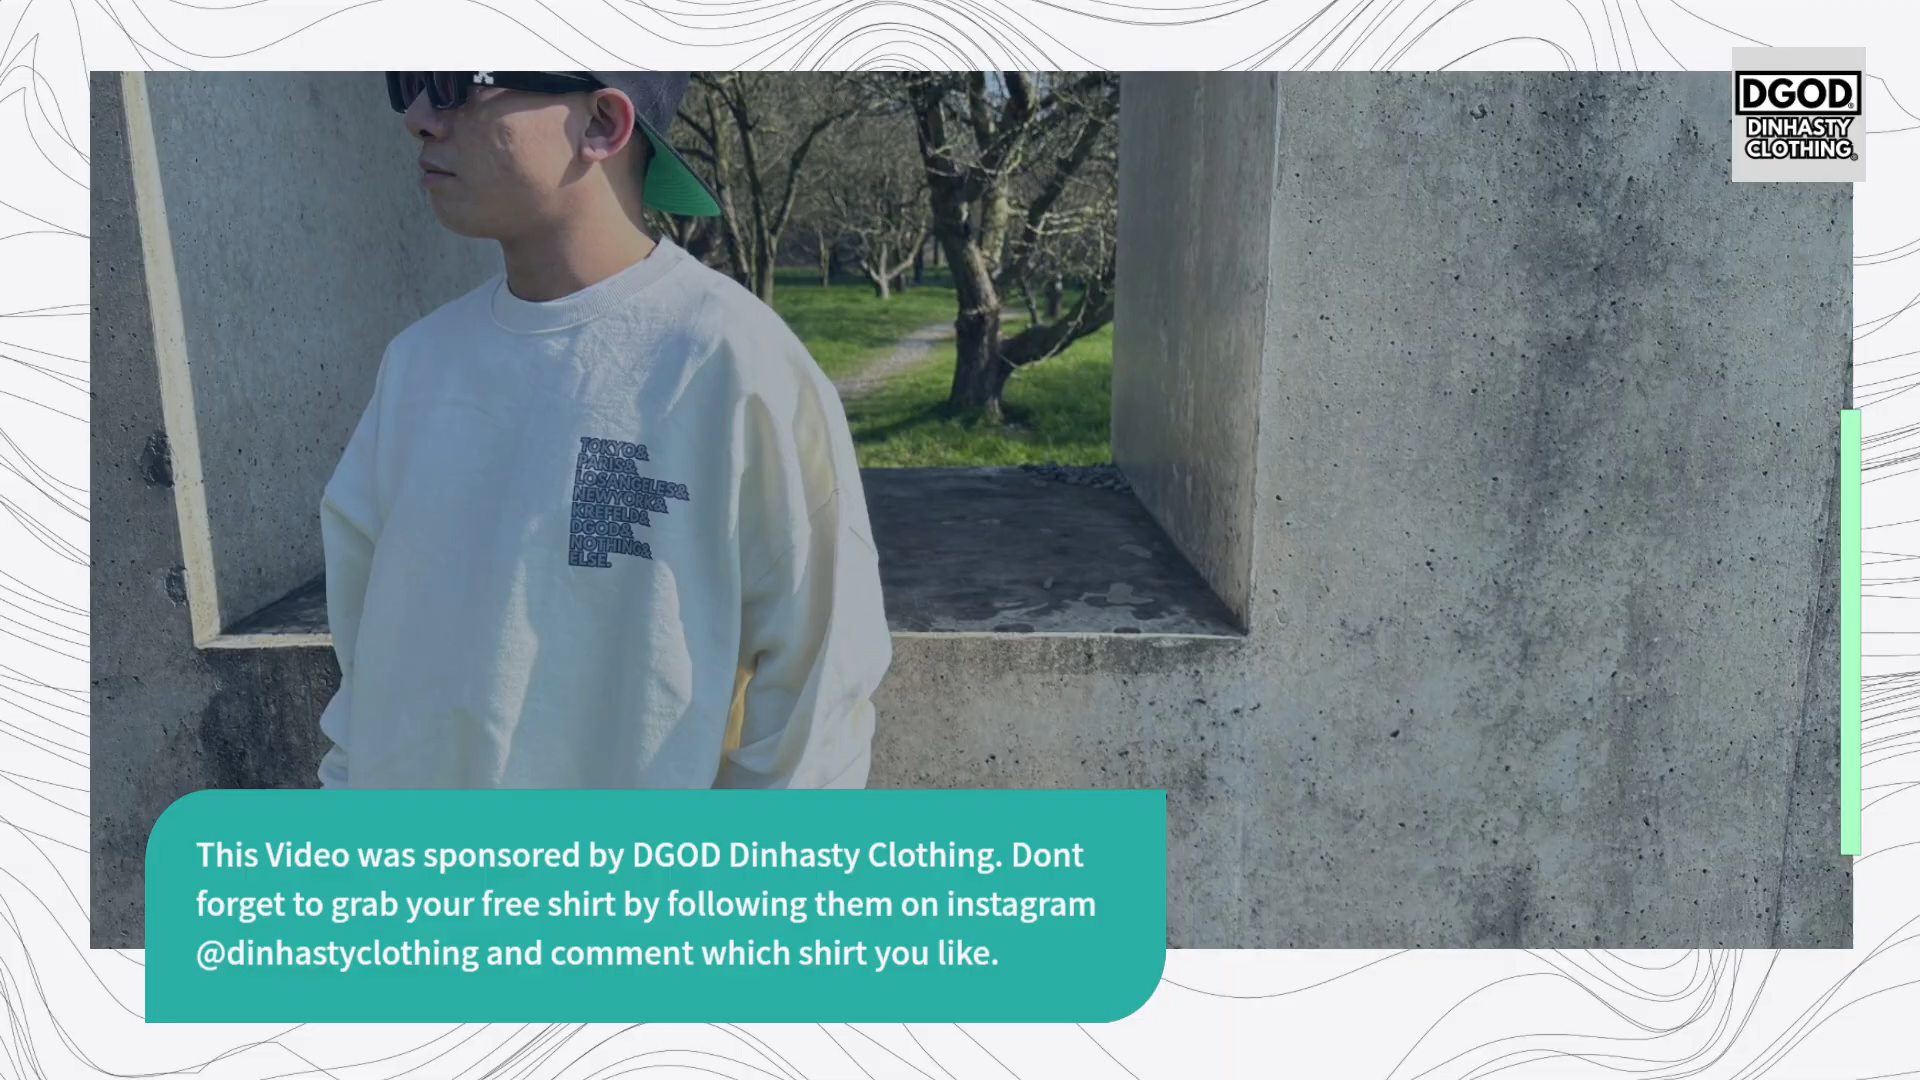 DGOD®
DINHASTY
CLOTHING®
TOKYO&
PARIS&
LOSANGELES&
NEWYORK&
KREFELD&
DGOD&
NOTHING&
ELSE.
This Video was sponsored by DGOD Dinhasty Clothing. Dont
forget to grab your free shirt by following them on instagram
@dinhastyclothing and comment which shirt you like.